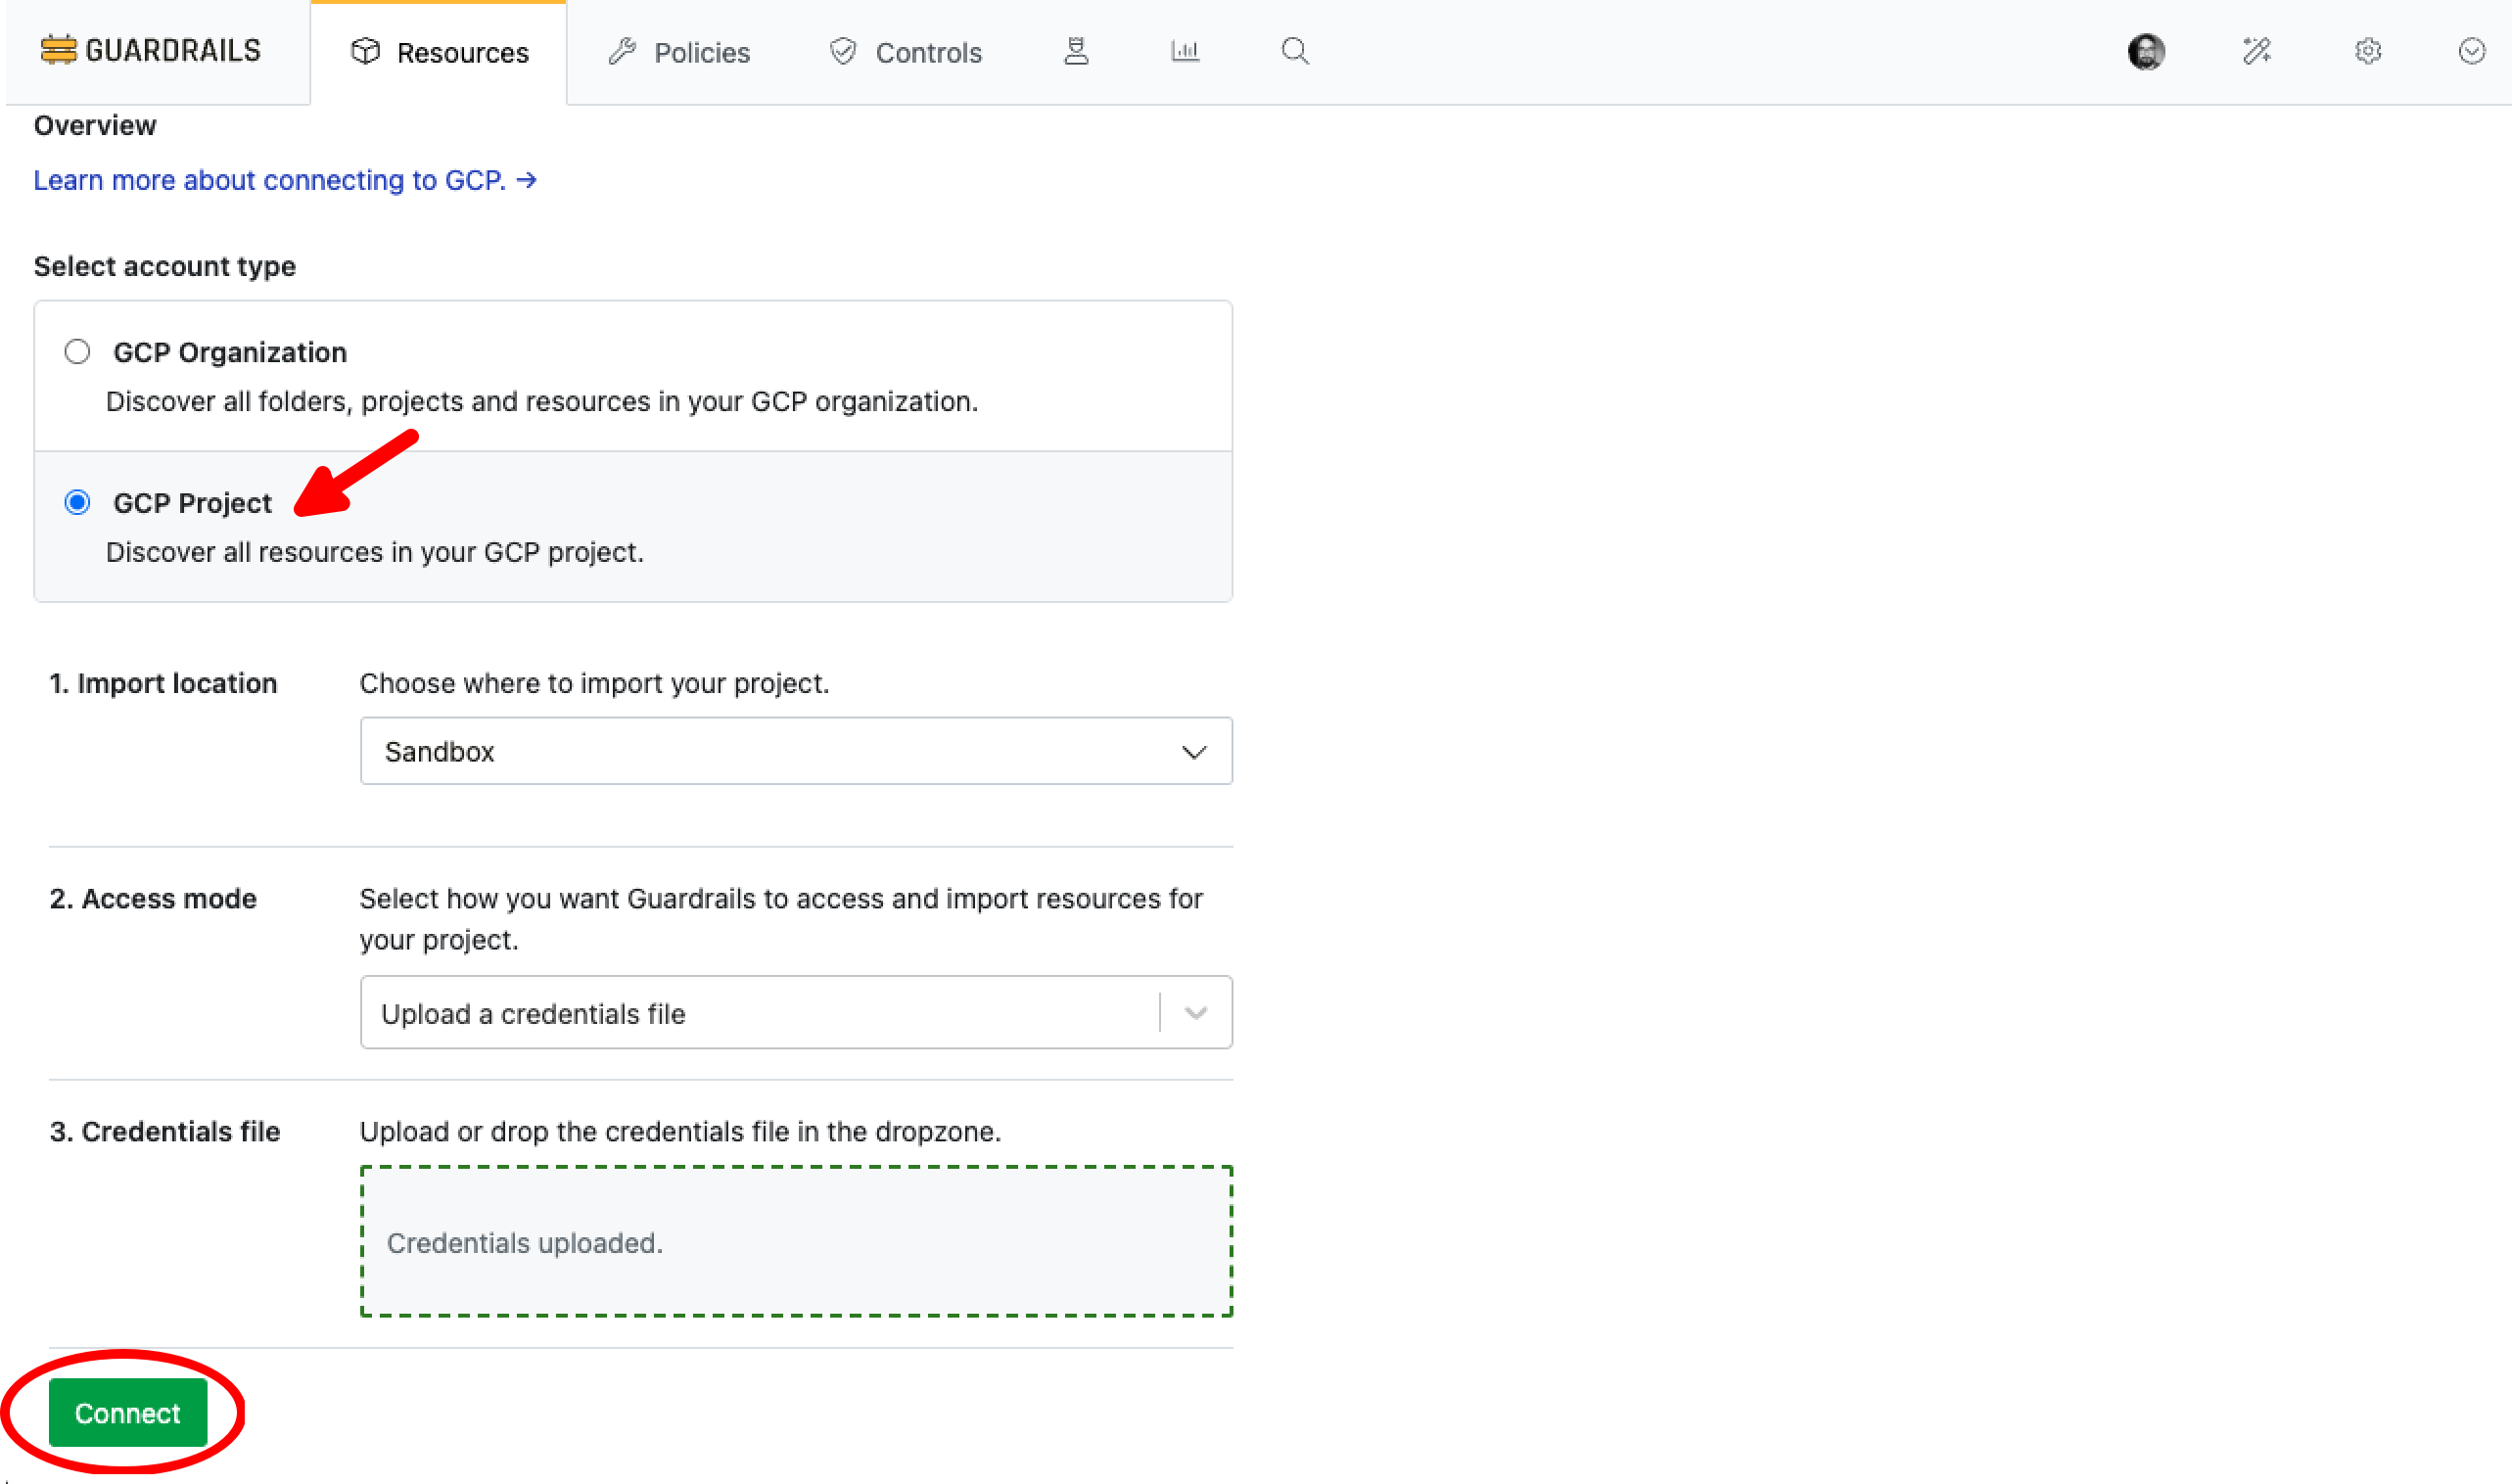 GUARDRAILS
Resources
Policies
Controls
Overview
Learn more about connecting to GCP. →
Select account type
GCP Organization
Discover all folders, projects and resources in your GCP organization.
GCP Project
Discover all resources in your GCP project.
1. Import location
Choose where to import your project.
Sandbox
2. Access mode
Select how you want Guardrails to access and import resources for
your project.
Upload a credentials file
3. Credentials file
Upload or drop the credentials file in the dropzone.
Credentials uploaded.
Connect